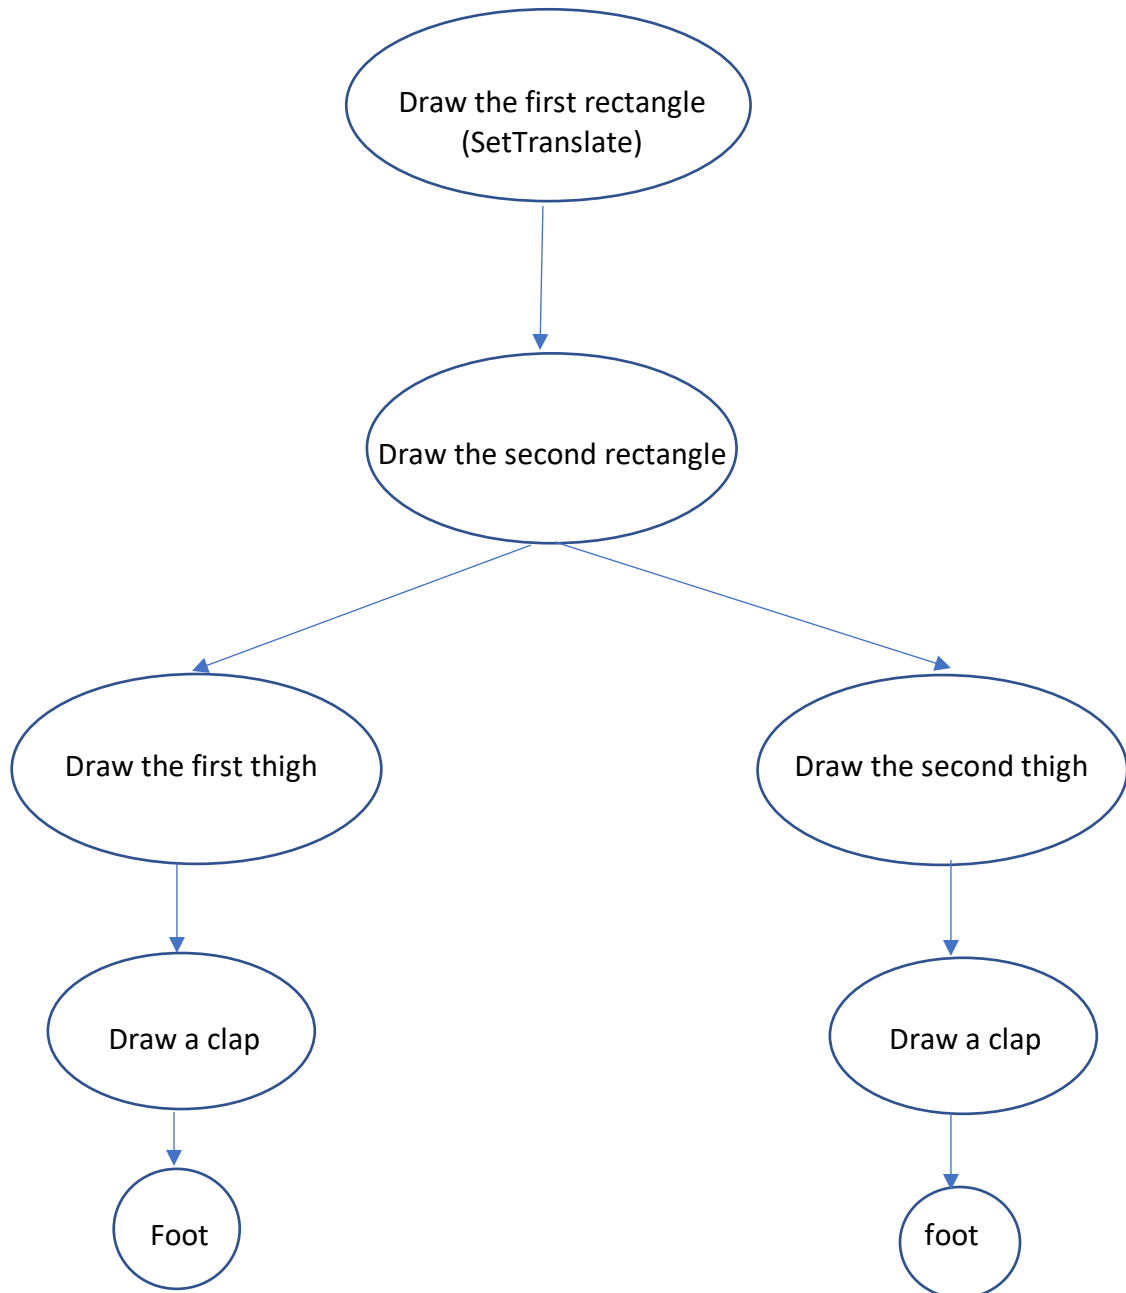 Draw the first rectangle
(SetTranslate)
Draw the second rectangle
Draw the first thigh
Draw the second thigh
Draw a clap
Draw a clap
Foot
foot